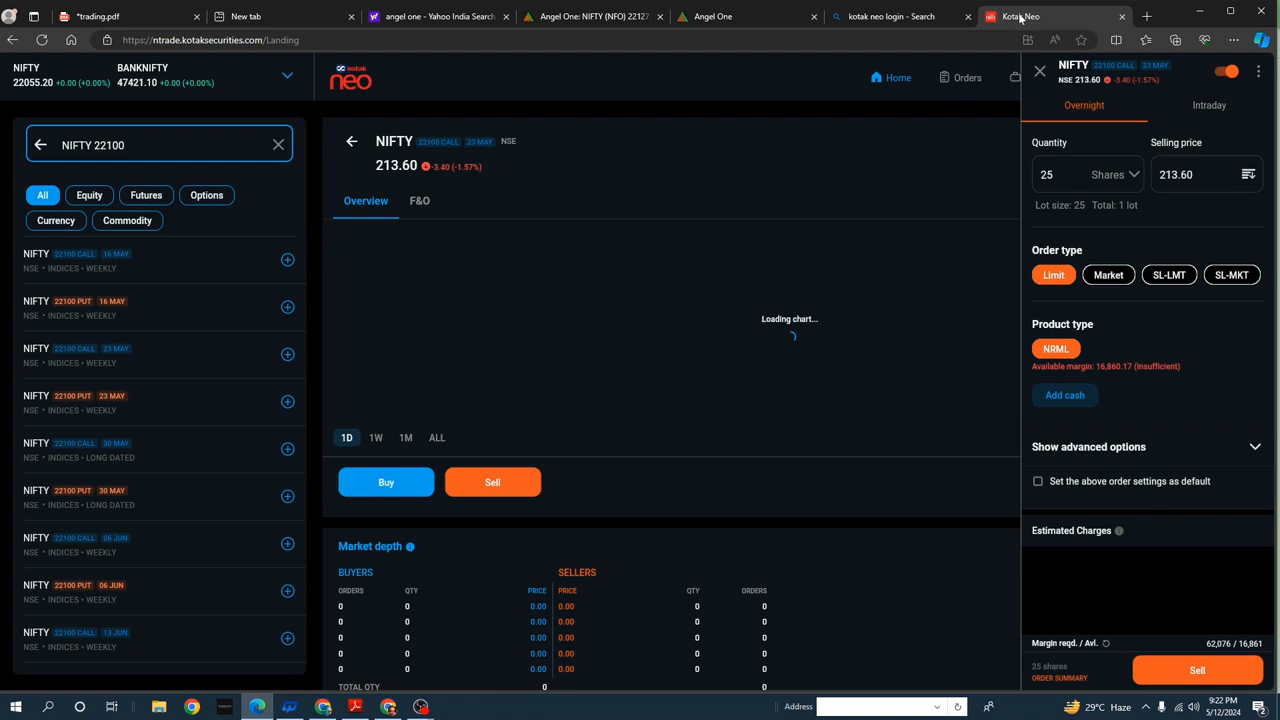 *trading.pdf
New tab
angel one - Yahoo India Search
Angel One: NIFTY (NFO) 22127
Angel One
kotak neo login - Search
Kotak Neo
https://ntrade.kotaksecurities.com/Landing
NIFTY
22055.20 +0.00 (+0.00%)
BANKNIFTY
47421.10 (+0.00%)
kotak
neo
Home
Orders
NIFTY 22100
All
Equity
Futures
Options
Currency
Commodity
NIFTY 22100 CALL 16 MAY
NSE • INDICES • WEEKLY
NIFTY 22100 PUT 16 MAY
NSE • INDICES • WEEKLY
NIFTY 22100 CALL 23 MAY
NSE • INDICES • WEEKLY
NIFTY 22100 PUT 23 MAY
NSE • INDICES • WEEKLY
NIFTY 22100 CALL 30 MAY
NSE • INDICES • LONG DATED
NIFTY 22100 PUT 30 MAY
NSE • INDICES • LONG DATED
NIFTY 22100 CALL 06 JUN
NSE • INDICES • WEEKLY
NIFTY 22100 PUT 06 JUN
NSE • INDICES • WEEKLY
NIFTY 22100 CALL 13 JUN
NSE • INDICES • WEEKLY
NIFTY 22100 CALL 23 MAY NSE
213.60 -3.40 (-1.57%)
Overview
F&O
Loading chart...
1D 1W 1M ALL
Buy
Sell
Market depth
BUYERS
SELLERS
ORDERS QTY PRICE PRICE QTY ORDERS
0 0 0.00 0.00 0 0
0 0 0.00 0.00 0 0
0 0 0.00 0.00 0 0
0 0 0.00 0.00 0 0
0 0 0.00 0.00 0 0
TOTAL QTY 0 0
NIFTY 22100 CALL 23 MAY
NSE 213.60 -3.40 (-1.57%)
Overnight
Intraday
Quantity
Selling price
25 Shares
213.60
Lot size: 25 Total: 1 lot
Order type
Limit
Market
SL-LMT
SL-MKT
Product type
NRML
Available margin: 16,860.17 (Insufficient)
Add cash
Show advanced options
Set the above order settings as default
Estimated Charges
Margin reqd. / Avl. 62,076 / 16,861
25 shares
ORDER SUMMARY
Sell
Address
29°C Haze
9:22 PM
5/12/2024